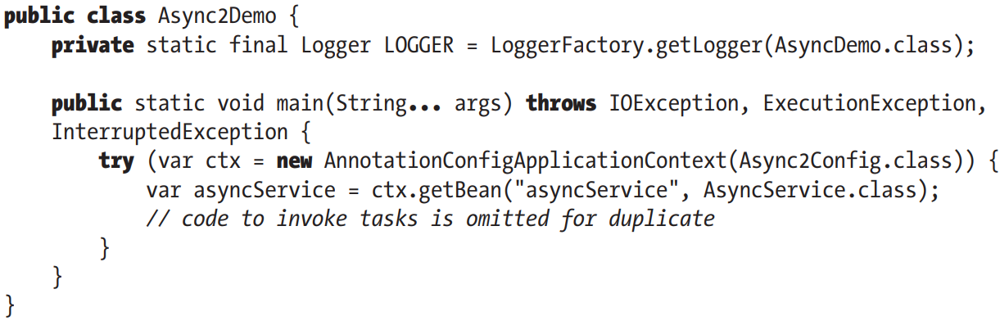 public class Async2Demo {
    private static final Logger LOGGER = LoggerFactory.getLogger(AsyncDemo.class);

    public static void main(String... args) throws IOException, ExecutionException,
    InterruptedException {
        try (var ctx = new AnnotationConfigApplicationContext(Async2Config.class)) {
            var asyncService = ctx.getBean("asyncService", AsyncService.class);
            // code to invoke tasks is omitted for duplicate
        }
    }
}